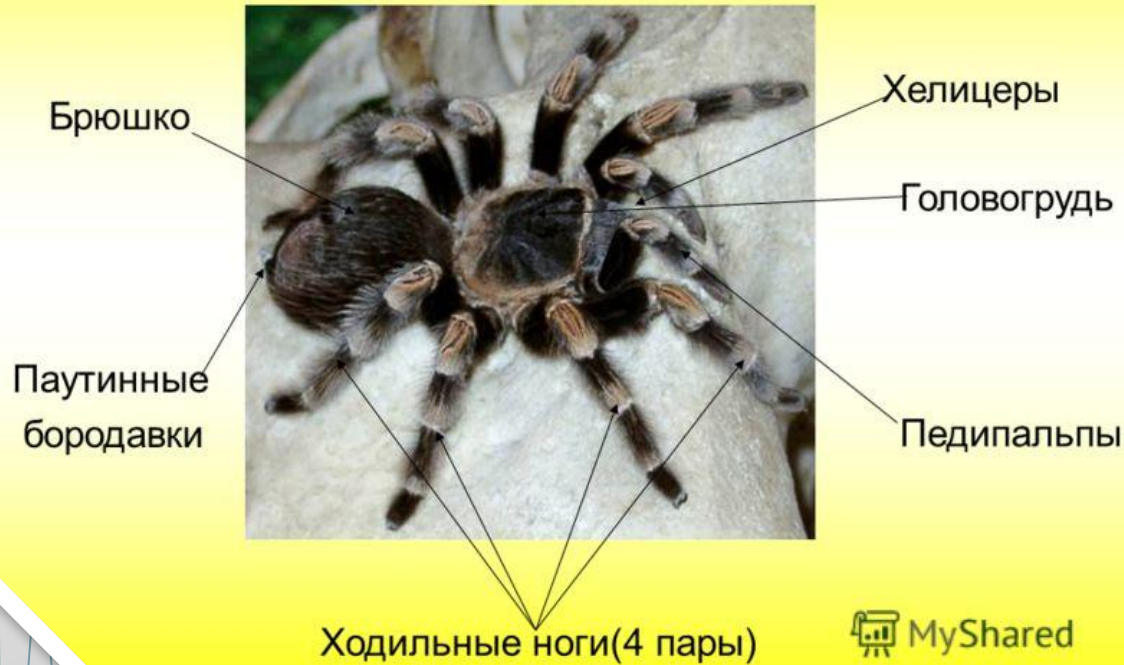 Брюшко
Хелицеры
Головогрудь
Паутинные
бородавки
Педипальпы
Ходильные ноги(4 пары)
MyShared